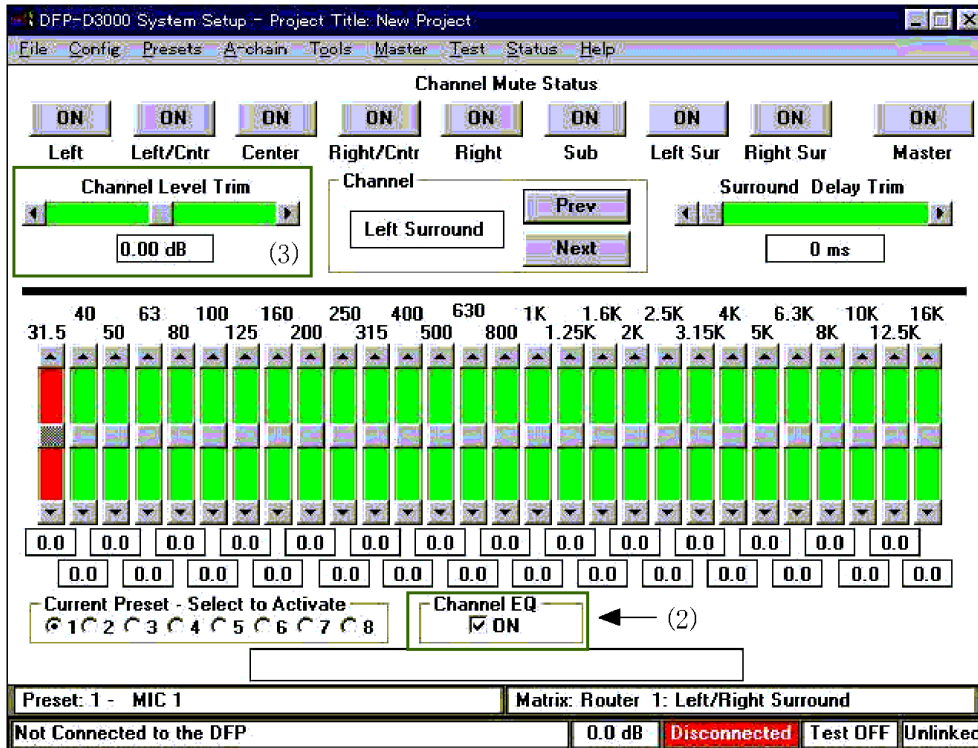 DFP-D3000 System Setup - Project Title: New Project
File Config Presets A-chain Tools Master Test Status Help
Channel Mute Status
ON ON ON ON ON ON ON ON ON
Left Left/Cntr Center Right/Cntr Right Sub Left Sur Right Sur Master
Channel Level Trim
0.00 dB
(3)
Channel
Left Surround
Prev
Next
Surround Delay Trim
0 ms
40 63 100 160 250 400 630 1K 1.6K 2.5K 4K 6.3K 10K 16K
31.5 50 80 125 200 315 500 800 1.25K 2K 3.15K 5K 8K 12.5K
0.0 0.0 0.0 0.0 0.0 0.0 0.0 0.0 0.0 0.0 0.0 0.0 0.0 0.0
0.0 0.0 0.0 0.0 0.0 0.0 0.0 0.0 0.0 0.0 0.0 0.0 0.0 0.0
Current Preset - Select to Activate
1 2 3 4 5 6 7 8
Channel EQ
ON
(2)
Preset: 1 - MIC 1
Matrix: Router 1: Left/Right Surround
Not Connected to the DFP
0.0 dB
Disconnected
Test OFF
Unlinked